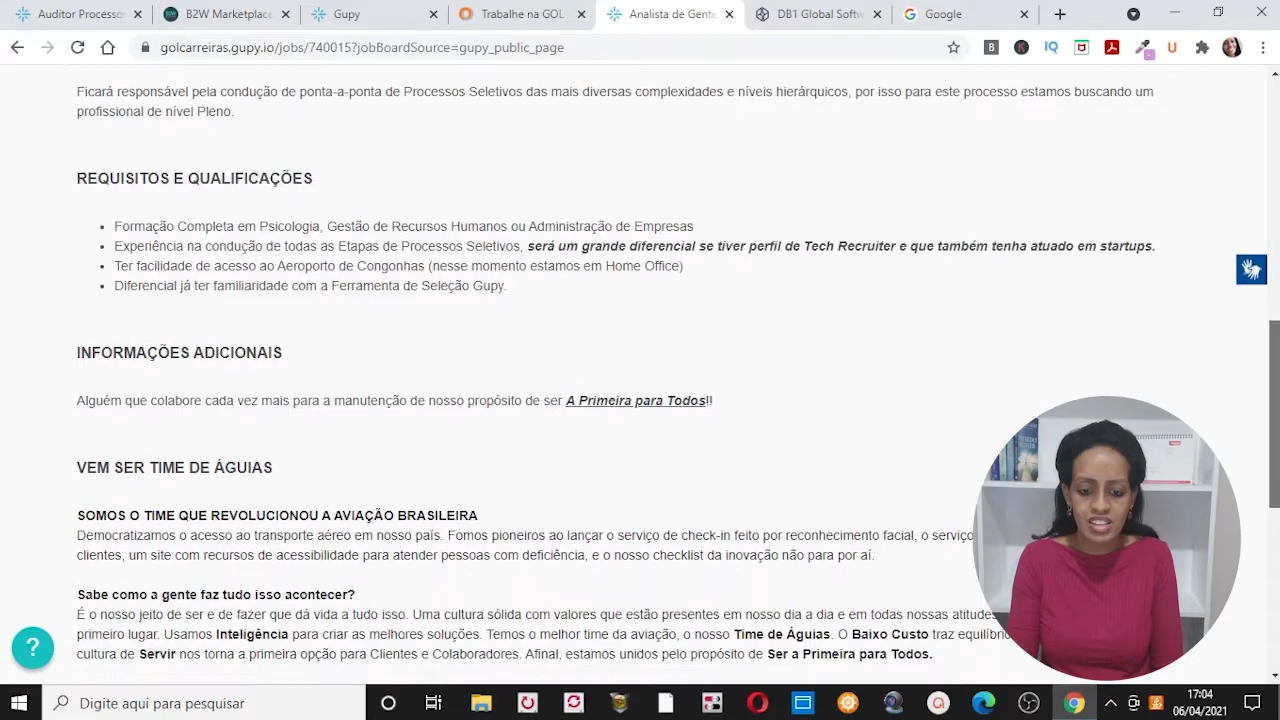 Auditor Processo
B2W Marketplace
Gupy
Trabalhe na GOL
Analista de Gente
DB1 Global Softw
Google
golcarreiras.gupy.io/jobs/740015?jobBoardSource=gupy_public_page
Ficará responsável pela condução de ponta-a-ponta de Processos Seletivos das mais diversas complexidades e níveis hierárquicos, por isso para este processo estamos buscando um
profissional de nível Pleno.
REQUISITOS E QUALIFICAÇÕES
• Formação Completa em Psicologia, Gestão de Recursos Humanos ou Administração de Empresas
• Experiência na condução de todas as Etapas de Processos Seletivos, será um grande diferencial se tiver perfil de Tech Recruiter e que também tenha atuado em startups.
• Ter facilidade de acesso ao Aeroporto de Congonhas (nesse momento estamos em Home Office)
• Diferencial já ter familiaridade com a Ferramenta de Seleção Gupy.
INFORMAÇÕES ADICIONAIS
Alguém que colabore cada vez mais para a manutenção de nosso propósito de ser A Primeira para Todos!!
VEM SER TIME DE ÁGUIAS
SOMOS O TIME QUE REVOLUCIONOU A AVIAÇÃO BRASILEIRA
Democratizamos o acesso ao transporte aéreo em nosso país. Fomos pioneiros ao lançar o serviço de check-in feito por reconhecimento facial, o serviço
clientes, um site com recursos de acessibilidade para atender pessoas com deficiência, e o nosso checklist da inovação não para por aí.
Sabe como a gente faz tudo isso acontecer?
É o nosso jeito de ser e de fazer que dá vida a tudo isso. Uma cultura sólida com valores que estão presentes em nosso dia a dia e em todas nossas atitudes
primeiro lugar. Usamos Inteligência para criar as melhores soluções. Temos o melhor time da aviação, o nosso Time de Águias. O Baixo Custo traz equilíbrio
cultura de Servir nos torna a primeira opção para Clientes e Colaboradores. Afinal, estamos unidos pelo propósito de Ser a Primeira para Todos.
?
Digite aqui para pesquisar
17:04
06/04/2021